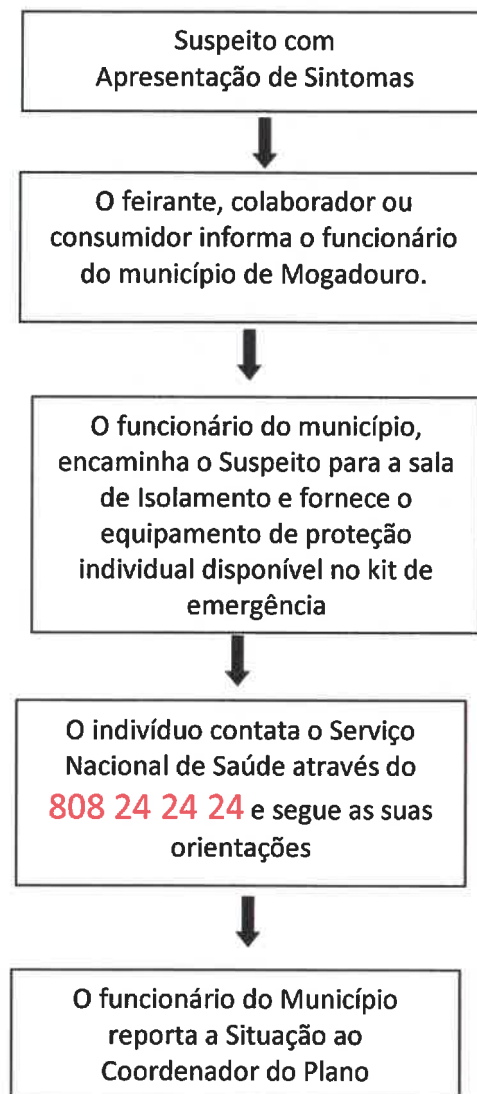 Suspeito com
Apresentação de Sintomas
O feirante, colaborador ou
consumidor informa o funcionário
do município de Mogadouro.
O funcionário do município,
encaminha o Suspeito para a sala
de Isolamento e fornece o
equipamento de proteção
individual disponível no kit de
emergência
O indivíduo contata o Serviço
Nacional de Saúde através do
808 24 24 24 e segue as suas
orientações
O funcionário do Município
reporta a Situação ao
Coordenador do Plano